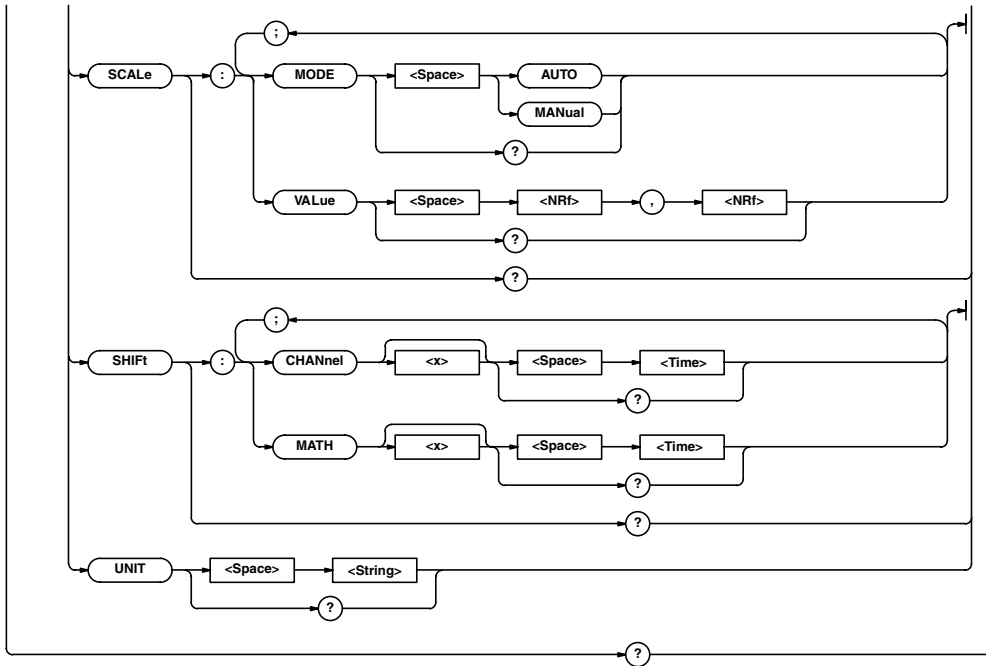 ;
SCALe : MODE <Space> AUTO
MANual
?
VALue <Space> <NRf> , <NRf>
?
?
;
SHIFt : CHANnel <x> <Space> <Time>
?
MATH <x> <Space> <Time>
?
?
UNIT <Space> <String>
?
?